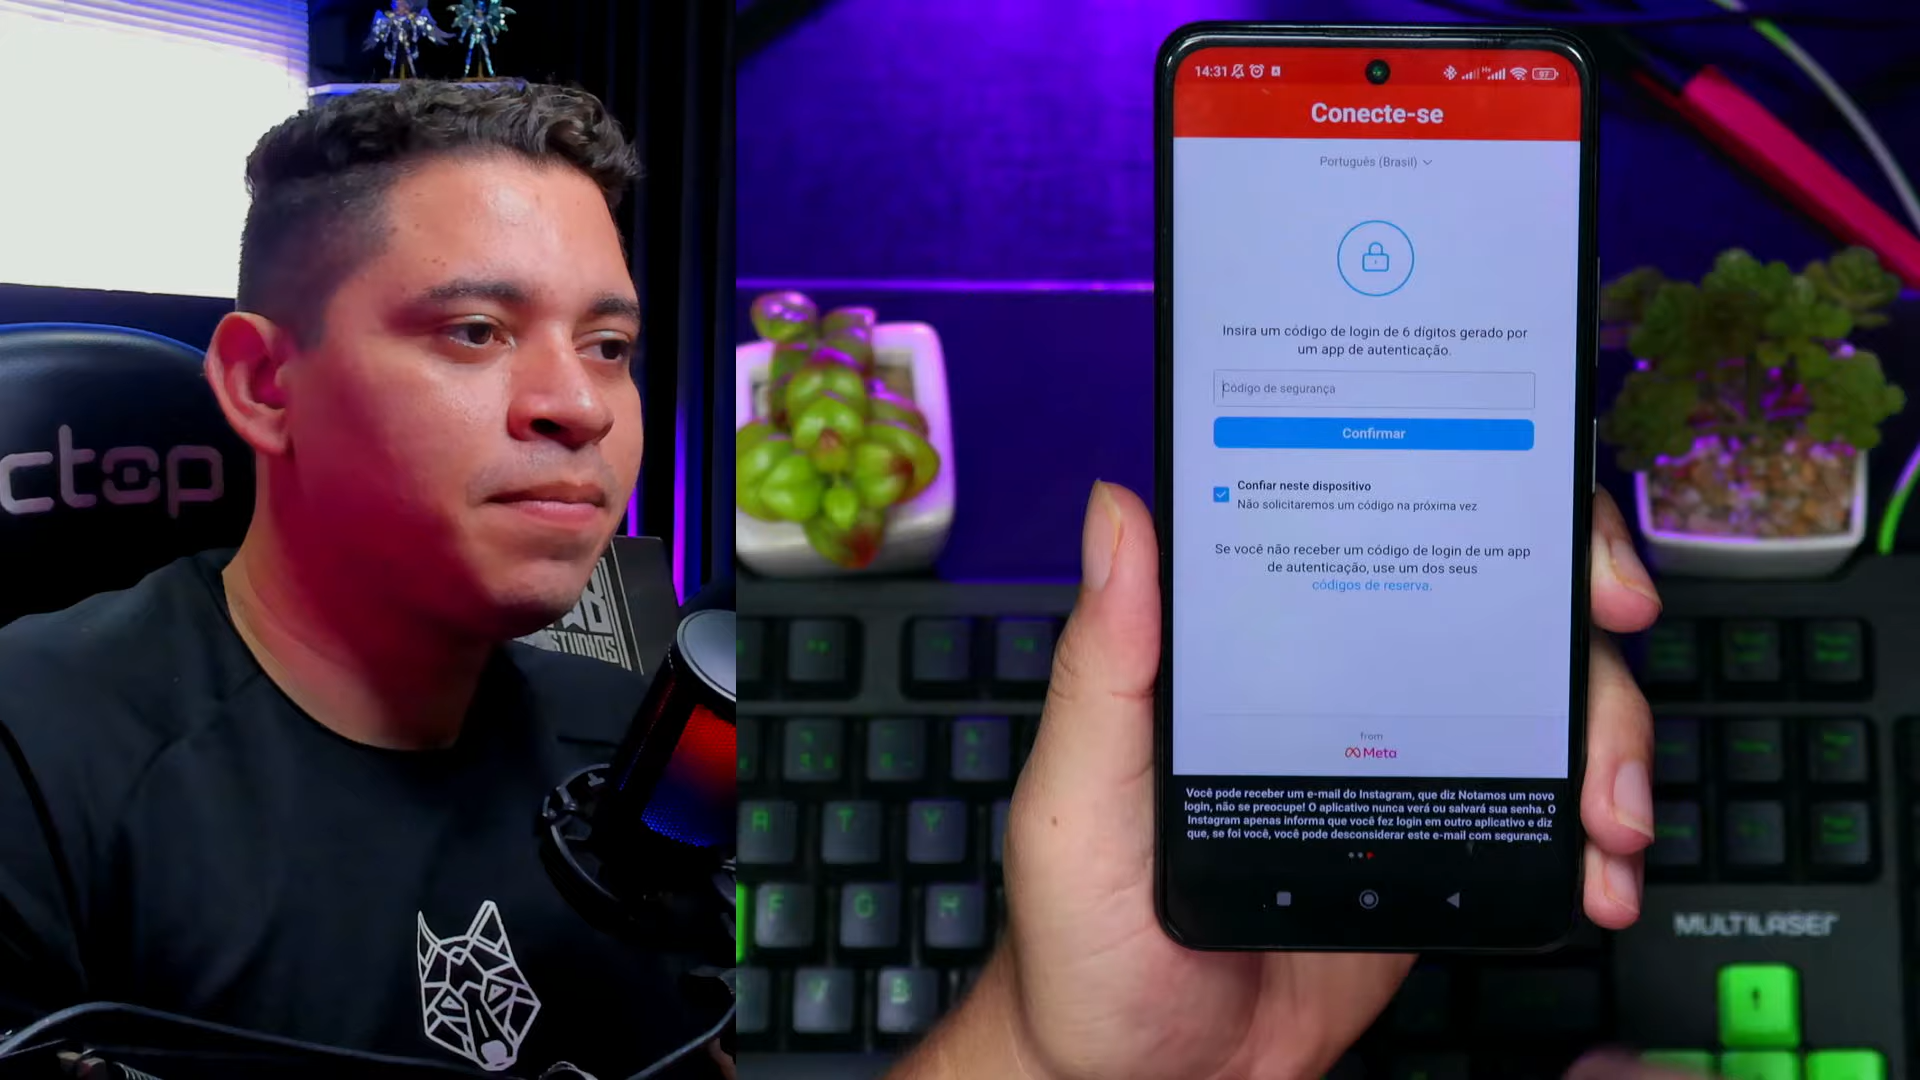 ctop
STUDIOS
14:31
97
Conecte-se
Português (Brasil)
Insira um código de login de 6 dígitos gerado por
um app de autenticação.
Código de segurança
Confirmar
Confiar neste dispositivo
Não solicitaremos um código na próxima vez
Se você não receber um código de login de um app
de autenticação, use um dos seus
códigos de reserva.
from
Meta
Você pode receber um e-mail do Instagram, que diz Notamos um novo
login, não se preocupe! O aplicativo nunca verá ou salvará sua senha. O
Instagram apenas informa que você fez login em outro aplicativo e diz
que, se foi você, você pode desconsiderar este e-mail com segurança.
R T Y
F G H
V B
MULTILASER